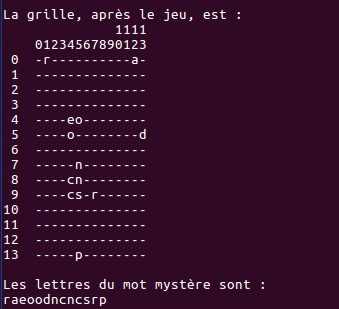 La grille, après le jeu, est :
              1111
    01234567890123
 0  -r----------a-
 1  --------------
 2  --------------
 3  --------------
 4  ----eo--------
 5  ----o--------d
 6  --------------
 7  -----n--------
 8  ----cn--------
 9  ----cs-r------
10  --------------
11  --------------
12  --------------
13  -----p--------
Les lettres du mot mystère sont :
raeoodncncsrp